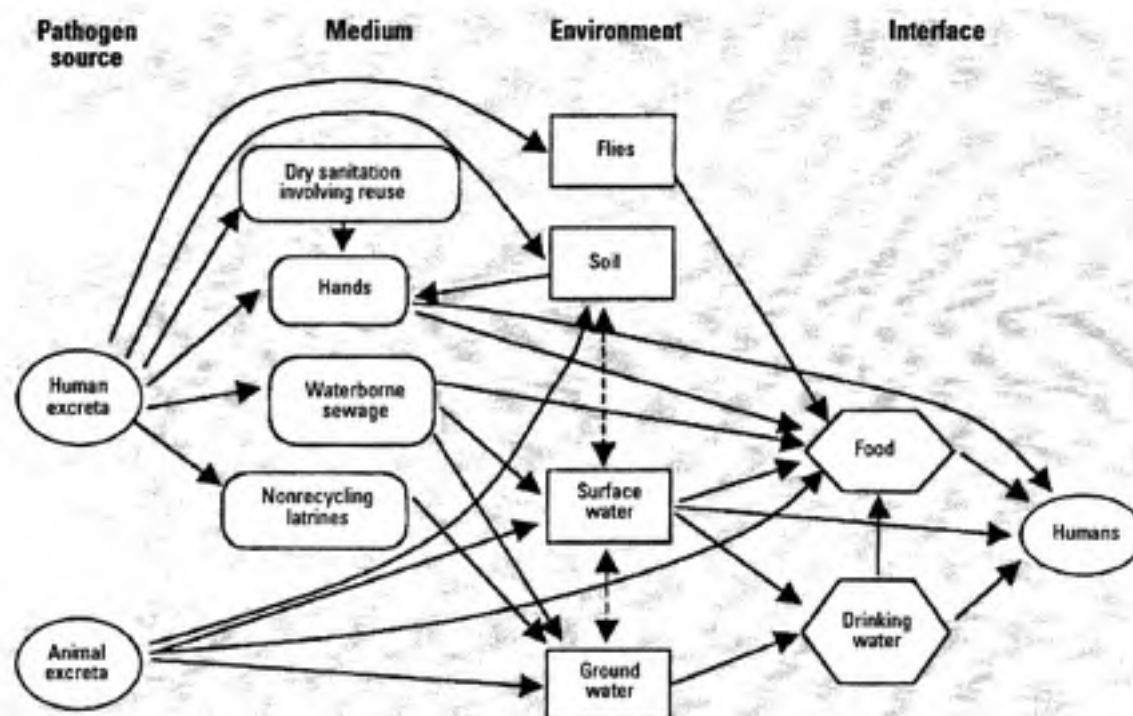 Pathogen
source
Medium
Environment
Interface
Flies
Dry sanitation
involving reuse
Soil
Hands
Human
excreta
Waterborne
sewage
Food
Nonrecycling
latrines
Surface
water
Humans
Animal
excreta
Drinking
water
Ground
water